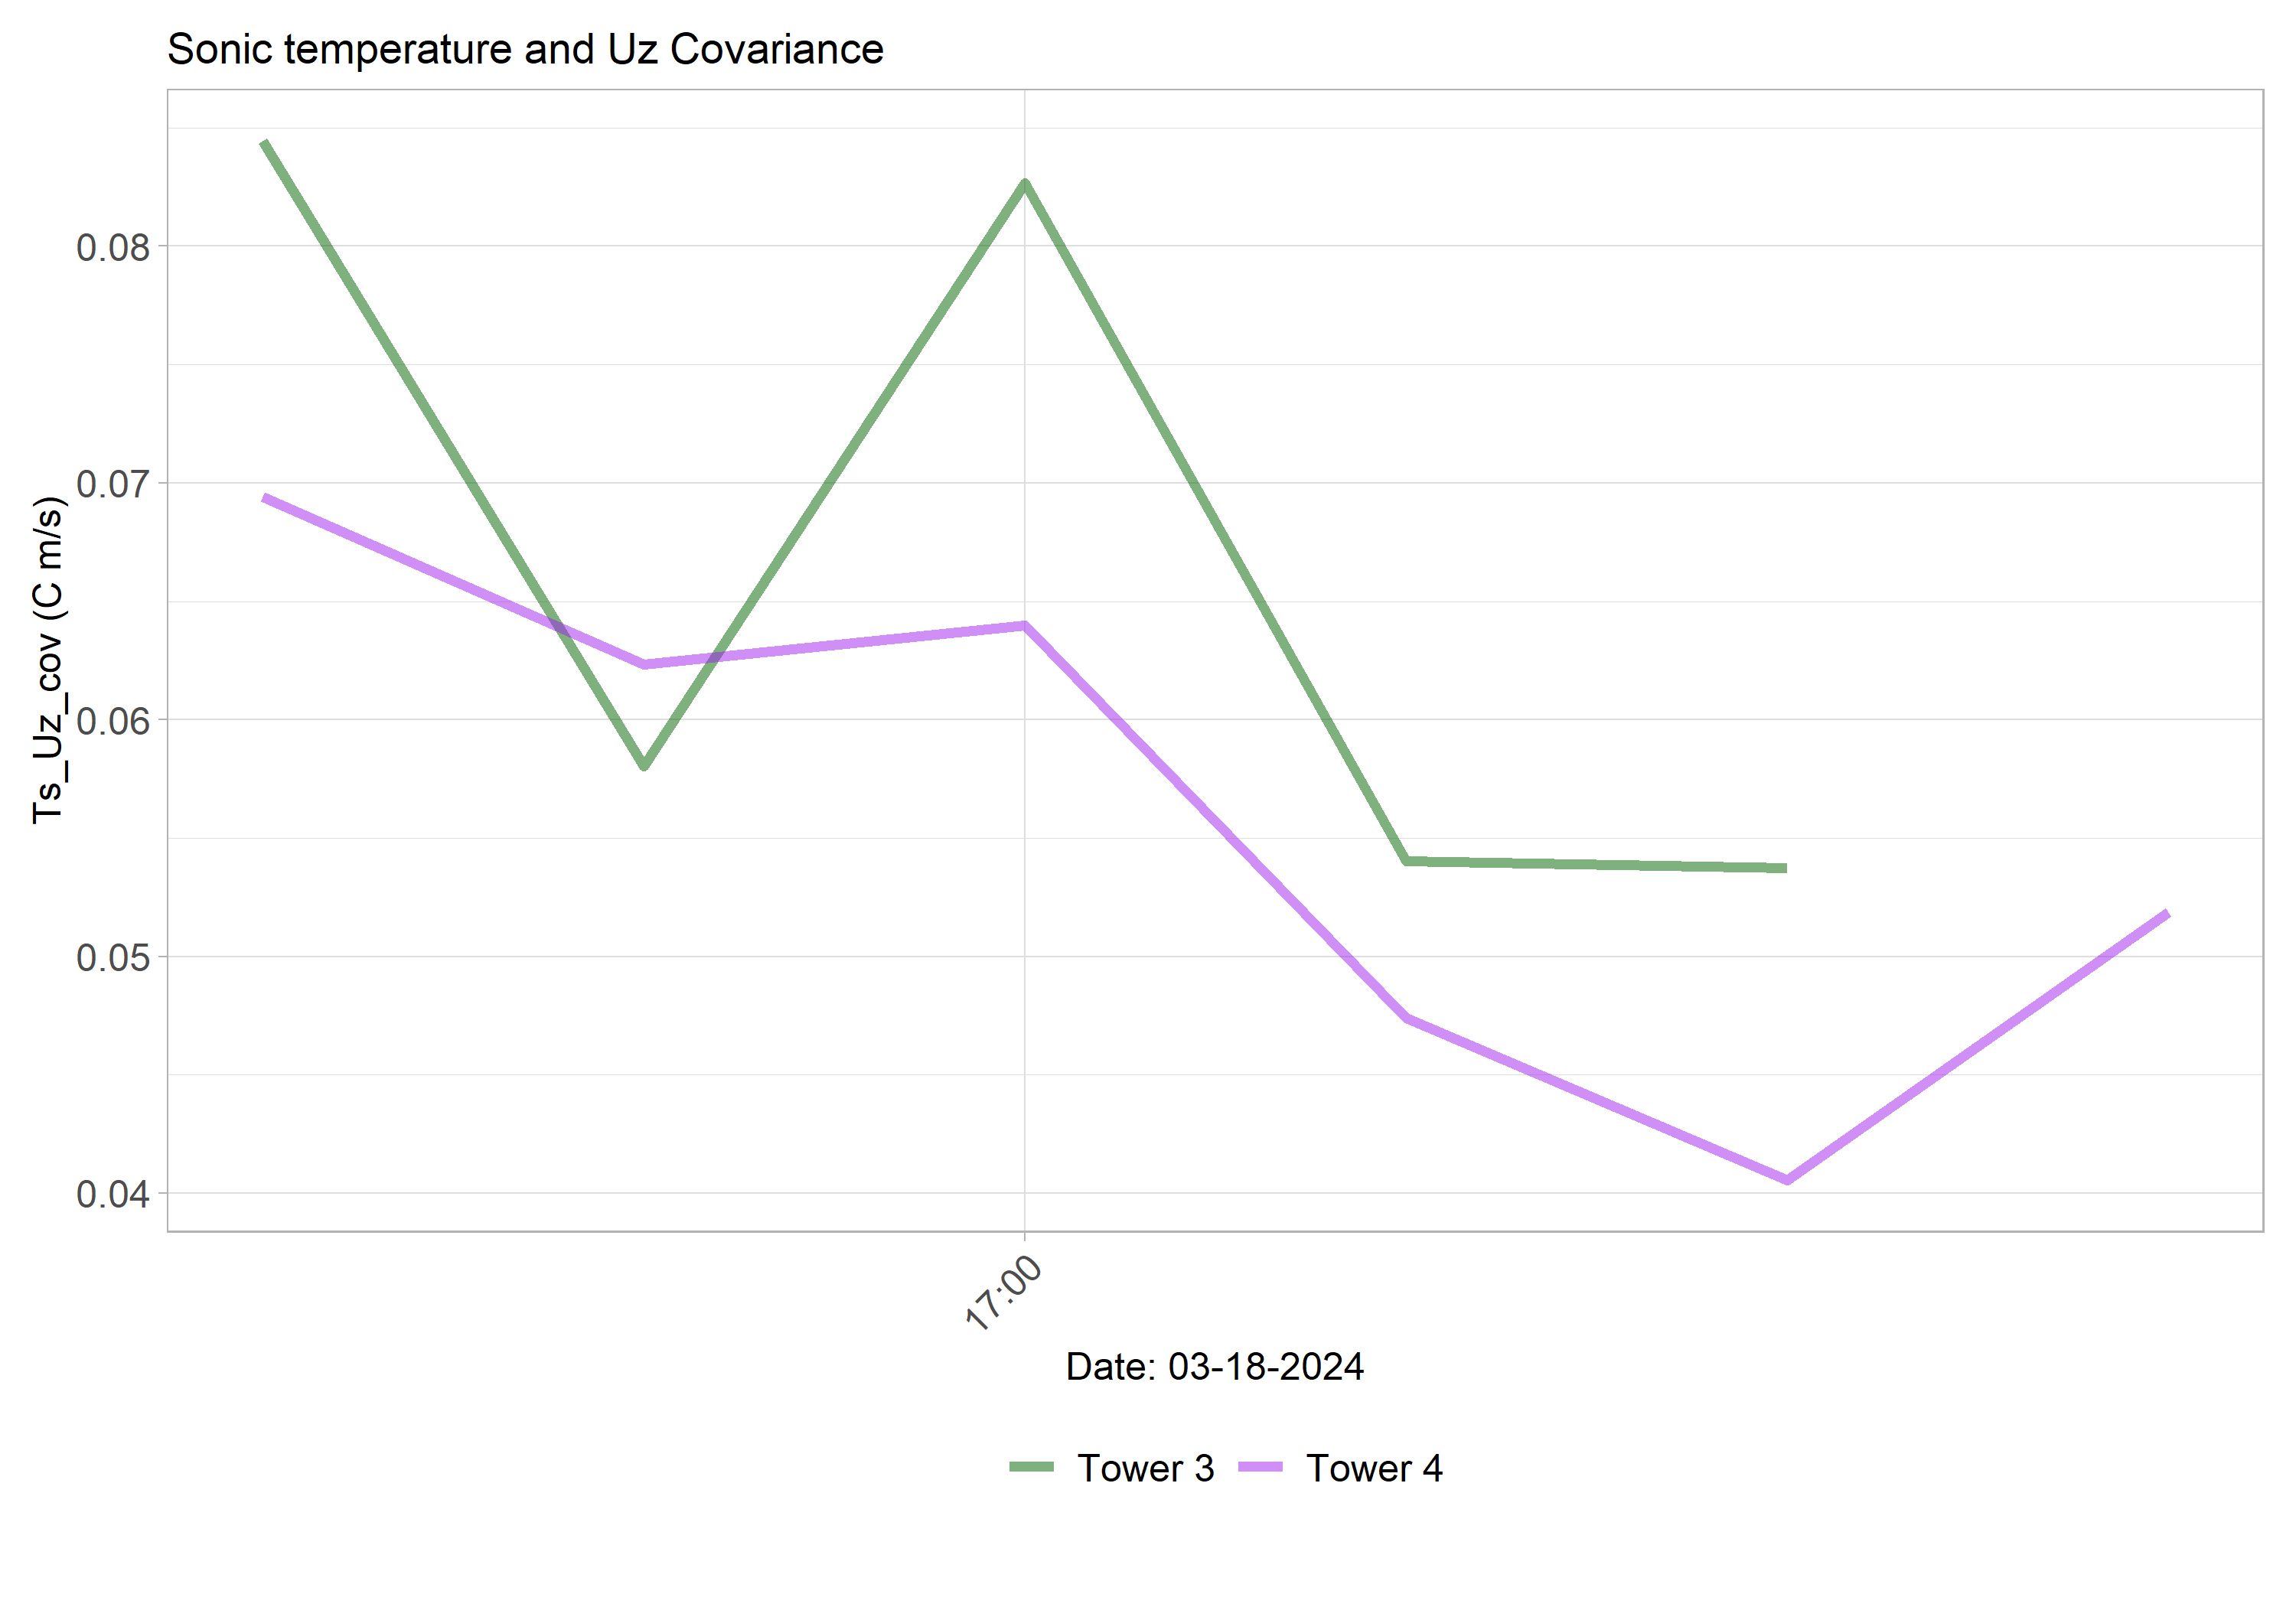 Sonic temperature and Uz Covariance
Ts_Uz_cov (C m/s)
0.08
0.07
0.06
0.05
0.04
17:00
Date: 03-18-2024
Tower 3 Tower 4